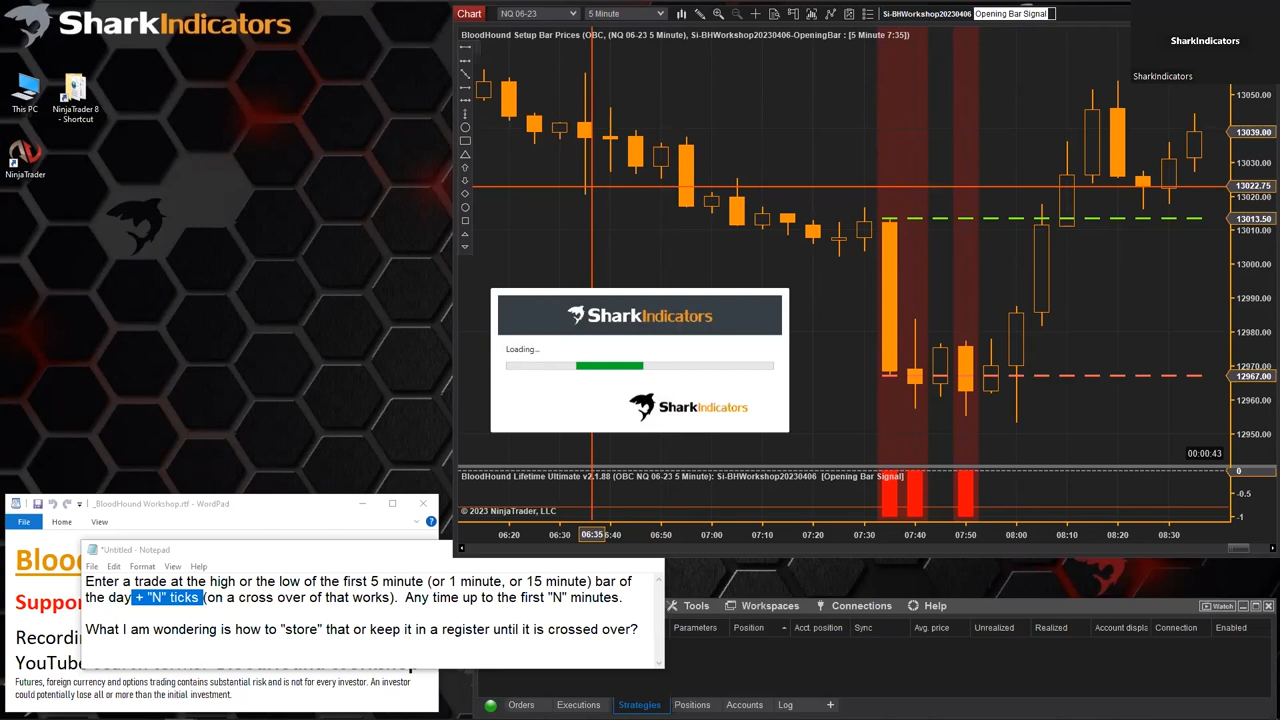 SharkIndicators
This PC
NinjaTrader 8 - Shortcut
NinjaTrader
Chart
NQ 06-23
5 Minute
Si-BHWorkshop20230406
Opening Bar Signal
SharkIndicators
SharkIndicators
BloodHound Setup Bar Prices (OBC, (NQ 06-23 5 Minute), Si-BHWorkshop20230406-OpeningBar : [5 Minute 7:35])
13050.00
13039.00
13030.00
13022.75
13020.00
13013.50
13010.00
13000.00
12990.00
12980.00
12967.00
12960.00
12950.00
SharkIndicators
Loading...
SharkIndicators
00:00:43
BloodHound Lifetime Ultimate v2.1.88 (OBC NQ 06-23 5 Minute): Si-BHWorkshop20230406 [Opening Bar Signal]
0
-0.5
-1
© 2023 NinjaTrader, LLC
06:20
06:30
06:35
6:40
06:50
07:00
07:10
07:20
07:30
07:40
07:50
08:00
08:10
08:20
08:30
_BloodHound Workshop.rtf - WordPad
File
Home
View
Bloo
Suppor
Recordin
YouTube search terms: BloodHound Workshop
Futures, foreign currency and options trading contains substantial risk and is not for every investor. An investor
could potentially lose all or more than the initial investment.
*Untitled - Notepad
File Edit Format View Help
Enter a trade at the high or the low of the first 5 minute (or 1 minute, or 15 minute) bar of
the day + "N" ticks (on a cross over of that works). Any time up to the first "N" minutes.
What I am wondering is how to "store" that or keep it in a register until it is crossed over?
Tools
Workspaces
Connections
Help
Watch
Parameters
Position
Acct. position
Sync
Avg. price
Unrealized
Realized
Account displa
Connection
Enabled
Orders
Executions
Strategies
Positions
Accounts
Log
+